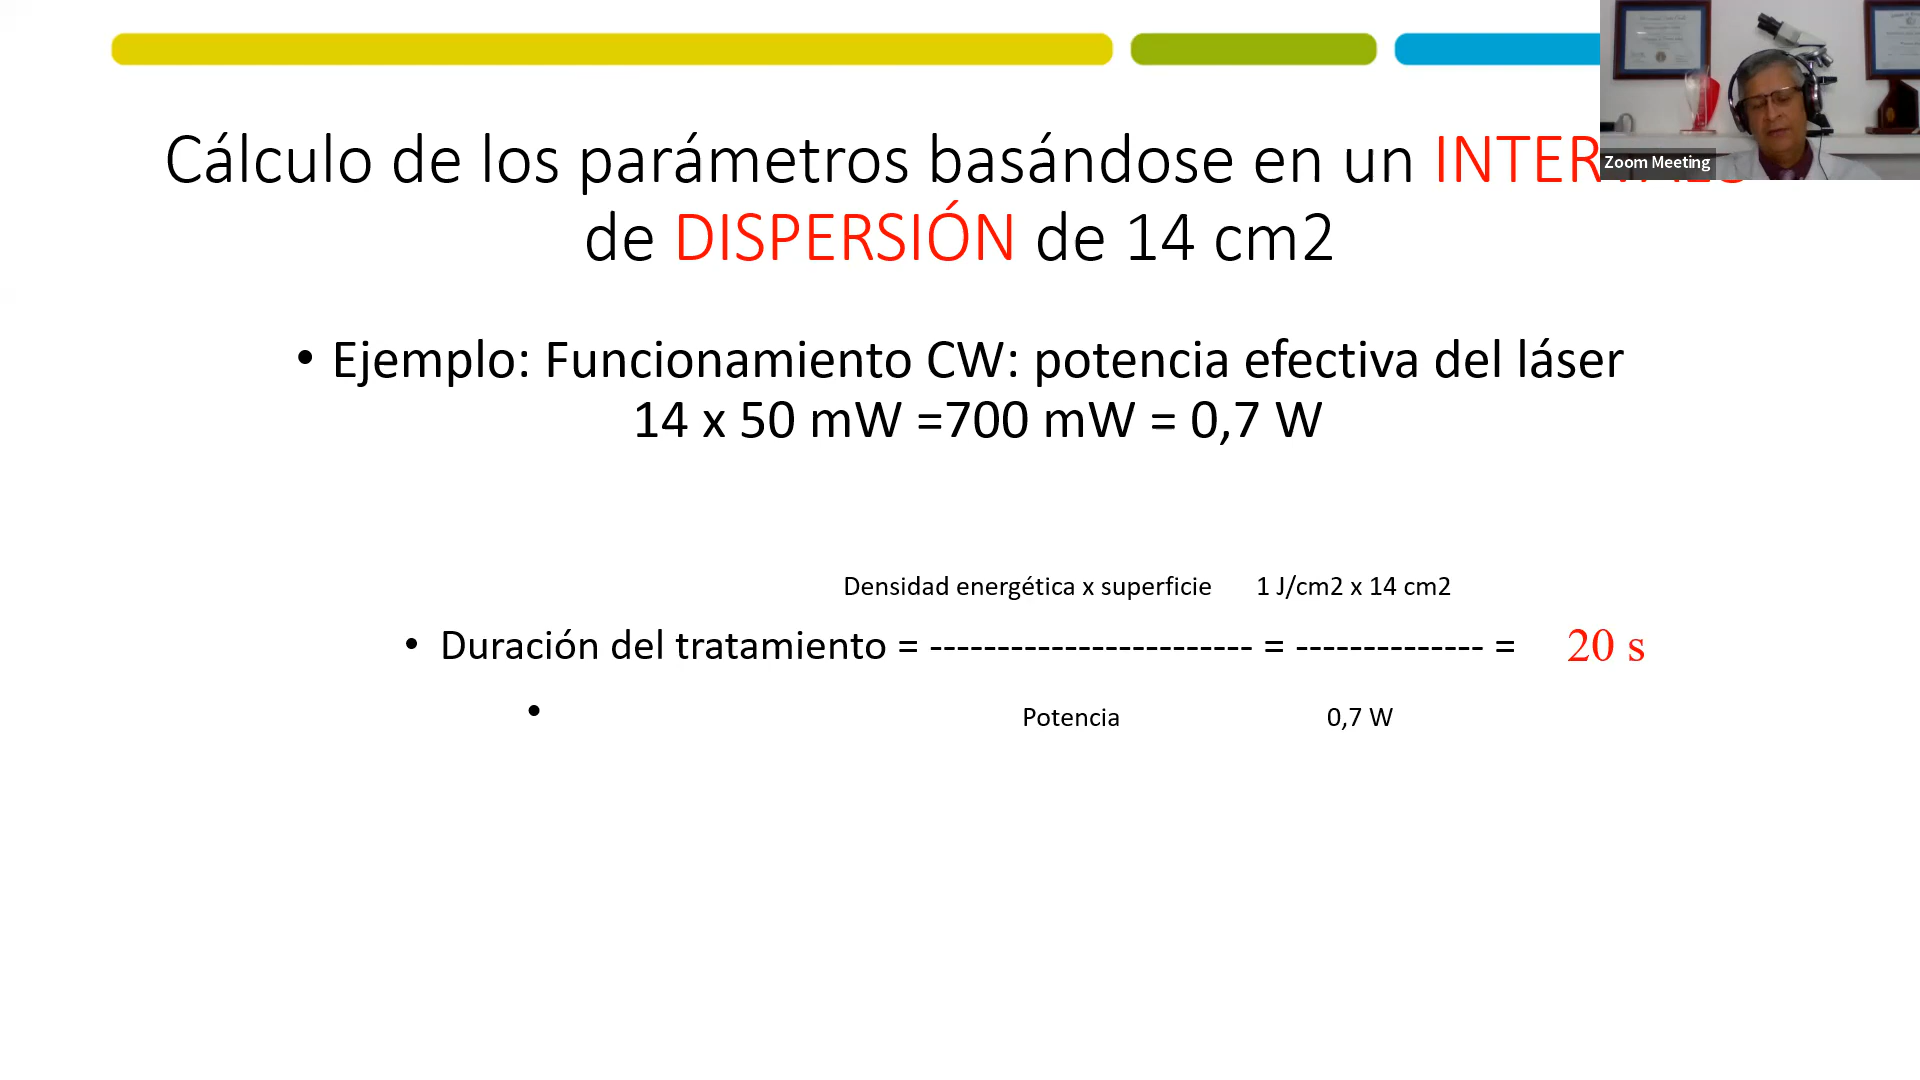 Cálculo de los parámetros basándose en un
de DISPERSIÓN de 14 cm2
Zoom Meeting
• Ejemplo: Funcionamiento CW: potencia efectiva del láser
14 x 50 mW =700 mW = 0,7 W
Densidad energética x superficie 1 J/cm2 x 14 cm2
• Duración del tratamiento = ------------------------ = -------------- = 20 s
• Potencia 0,7 W